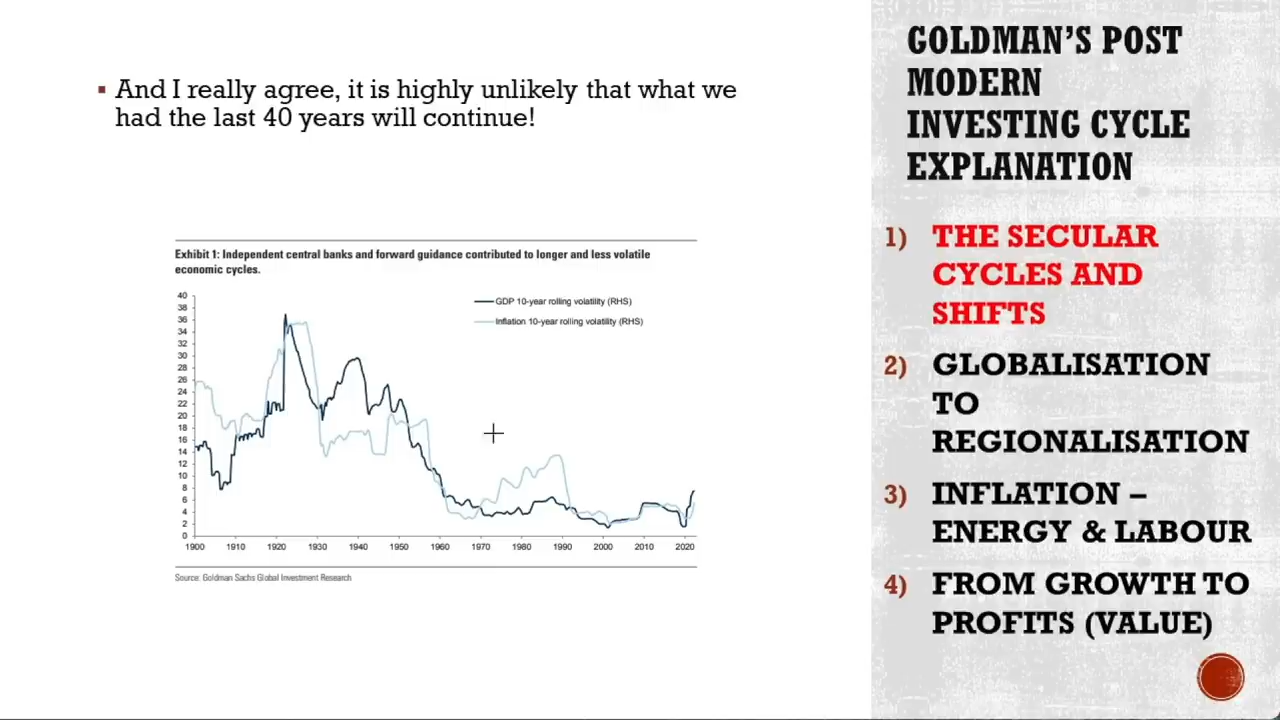 ▪ And I really agree, it is highly unlikely that what we
had the last 40 years will continue!
Exhibit 1: Independent central banks and forward guidance contributed to longer and less volatile
economic cycles.
GDP 10-year rolling volatility (RHS)
Inflation 10-year rolling volatility (RHS)
40
38
36
34
32
30
28
26
24
22
20
18
16
14
12
10
8
6
4
2
0
1900 1910 1920 1930 1940 1950 1960 1970 1980 1990 2000 2010 2020
Source: Goldman Sachs Global Investment Research
GOLDMAN’S POST
MODERN
INVESTING CYCLE
EXPLANATION
1) THE SECULAR
CYCLES AND
SHIFTS
2) GLOBALISATION
TO
REGIONALISATION
3) INFLATION –
ENERGY & LABOUR
4) FROM GROWTH TO
PROFITS (VALUE)